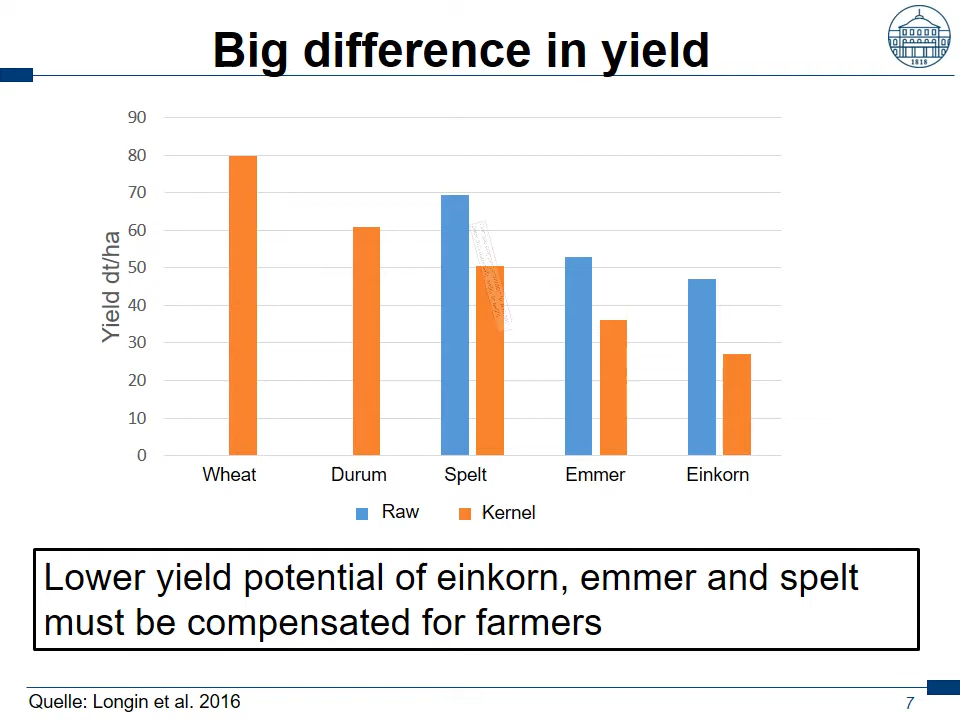 Big difference in yield
1818
90
80
70
60
50
40
30
20
10
0
Yield dt/ha
Wheat Durum Spelt Emmer Einkorn
Raw Kernel
Lower yield potential of einkorn, emmer and spelt
must be compensated for farmers
Quelle: Longin et al. 2016
7